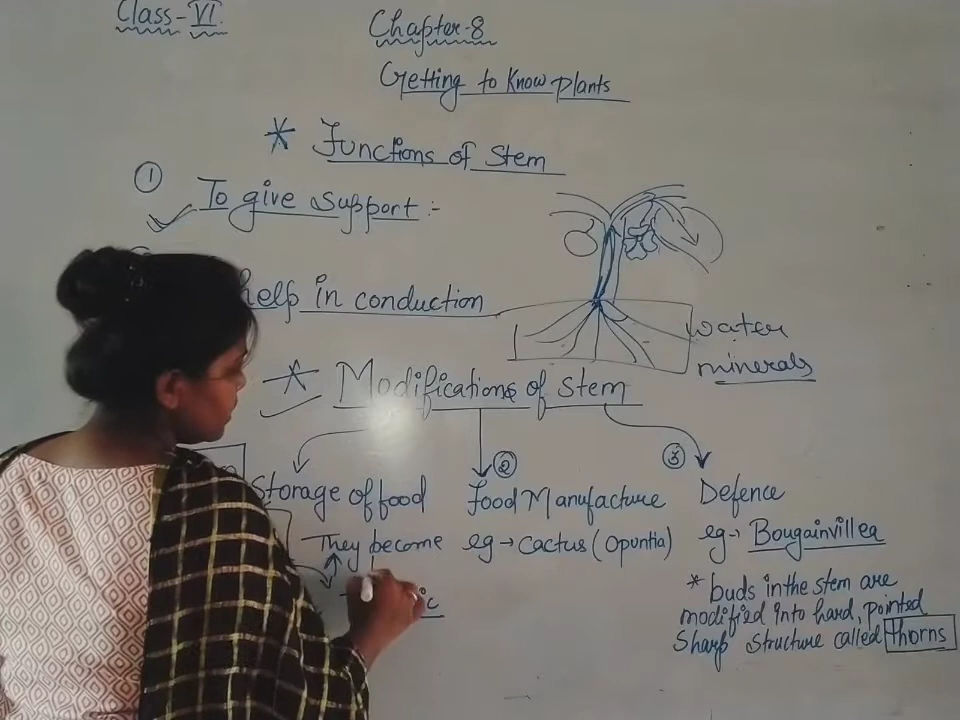 Class-VI
Chapter-8
Getting to Know plants
* Functions of Stem
① To give support :-
help in conduction
water
minerals
* Modifications of stem
② ③
Storage of food Food Manufacture Defence
They become eg → Cactus (Opuntia) eg → Bougainvillea
* buds in the stem are
modified into hard, pointed
Sharp structure called thorns